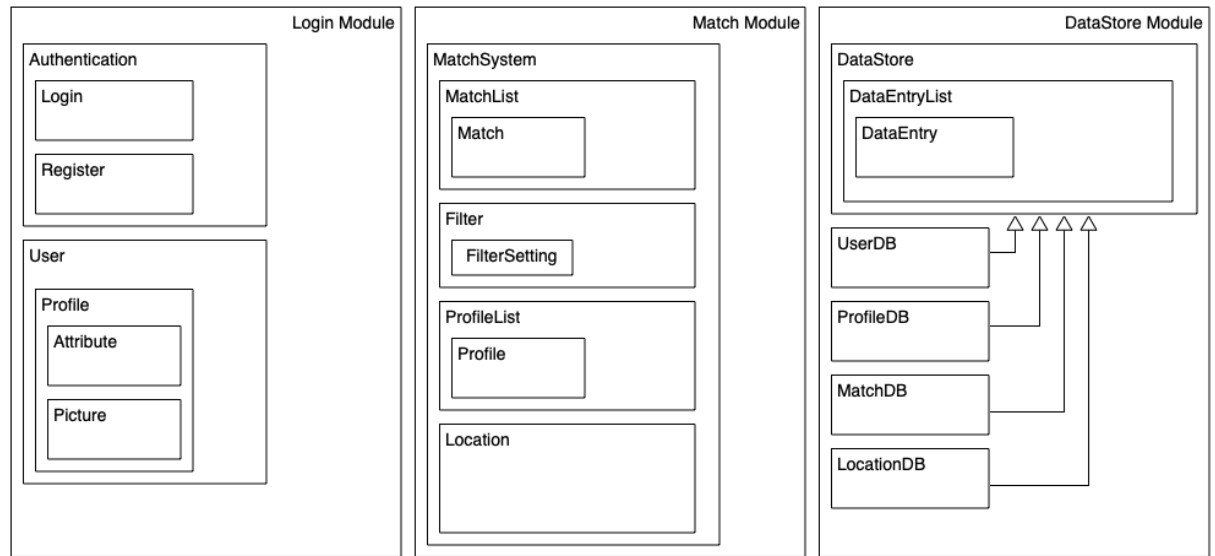 Login Module
Authentication
Login
Register
User
Profile
Attribute
Picture
Match Module
MatchSystem
MatchList
Match
Filter
FilterSetting
ProfileList
Profile
Location
DataStore Module
DataStore
DataEntryList
DataEntry
UserDB
ProfileDB
MatchDB
LocationDB